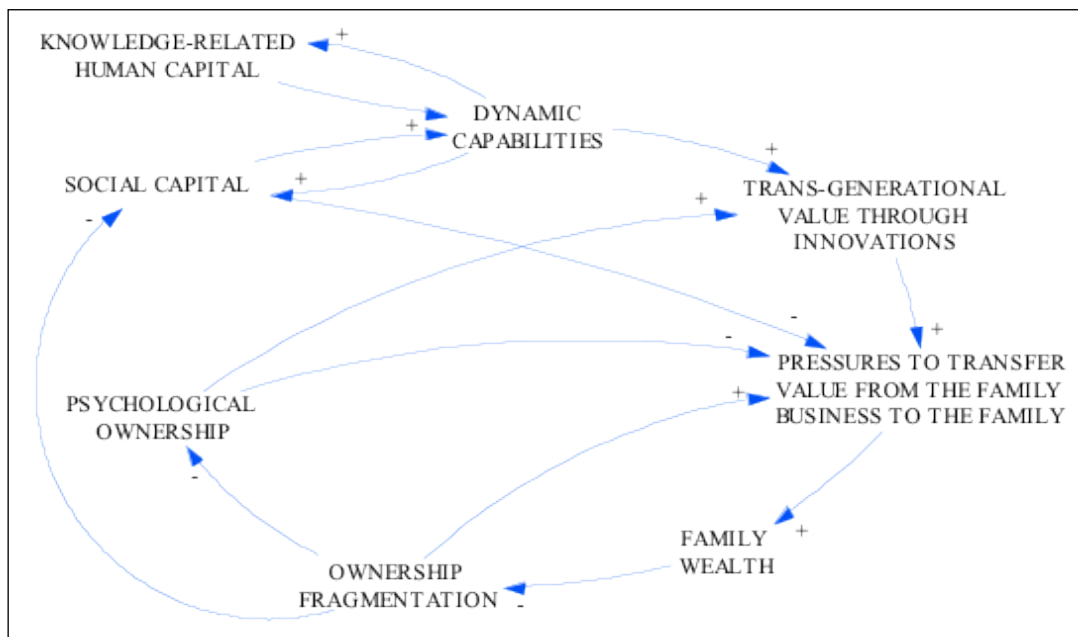 KNOWLEDGE-RELATED
HUMAN CAPITAL
+
DYNAMIC
CAPABILITIES
+
+
SOCIAL CAPITAL
+
-
TRANS-GENERATIONAL
VALUE THROUGH
INNOVATIONS
+
-
+
-
PRESSURES TO TRANSFER
VALUE FROM THE FAMILY
BUSINESS TO THE FAMILY
+
PSYCHOLOGICAL
OWNERSHIP
-
FAMILY
WEALTH
+
OWNERSHIP
FRAGMENTATION
-